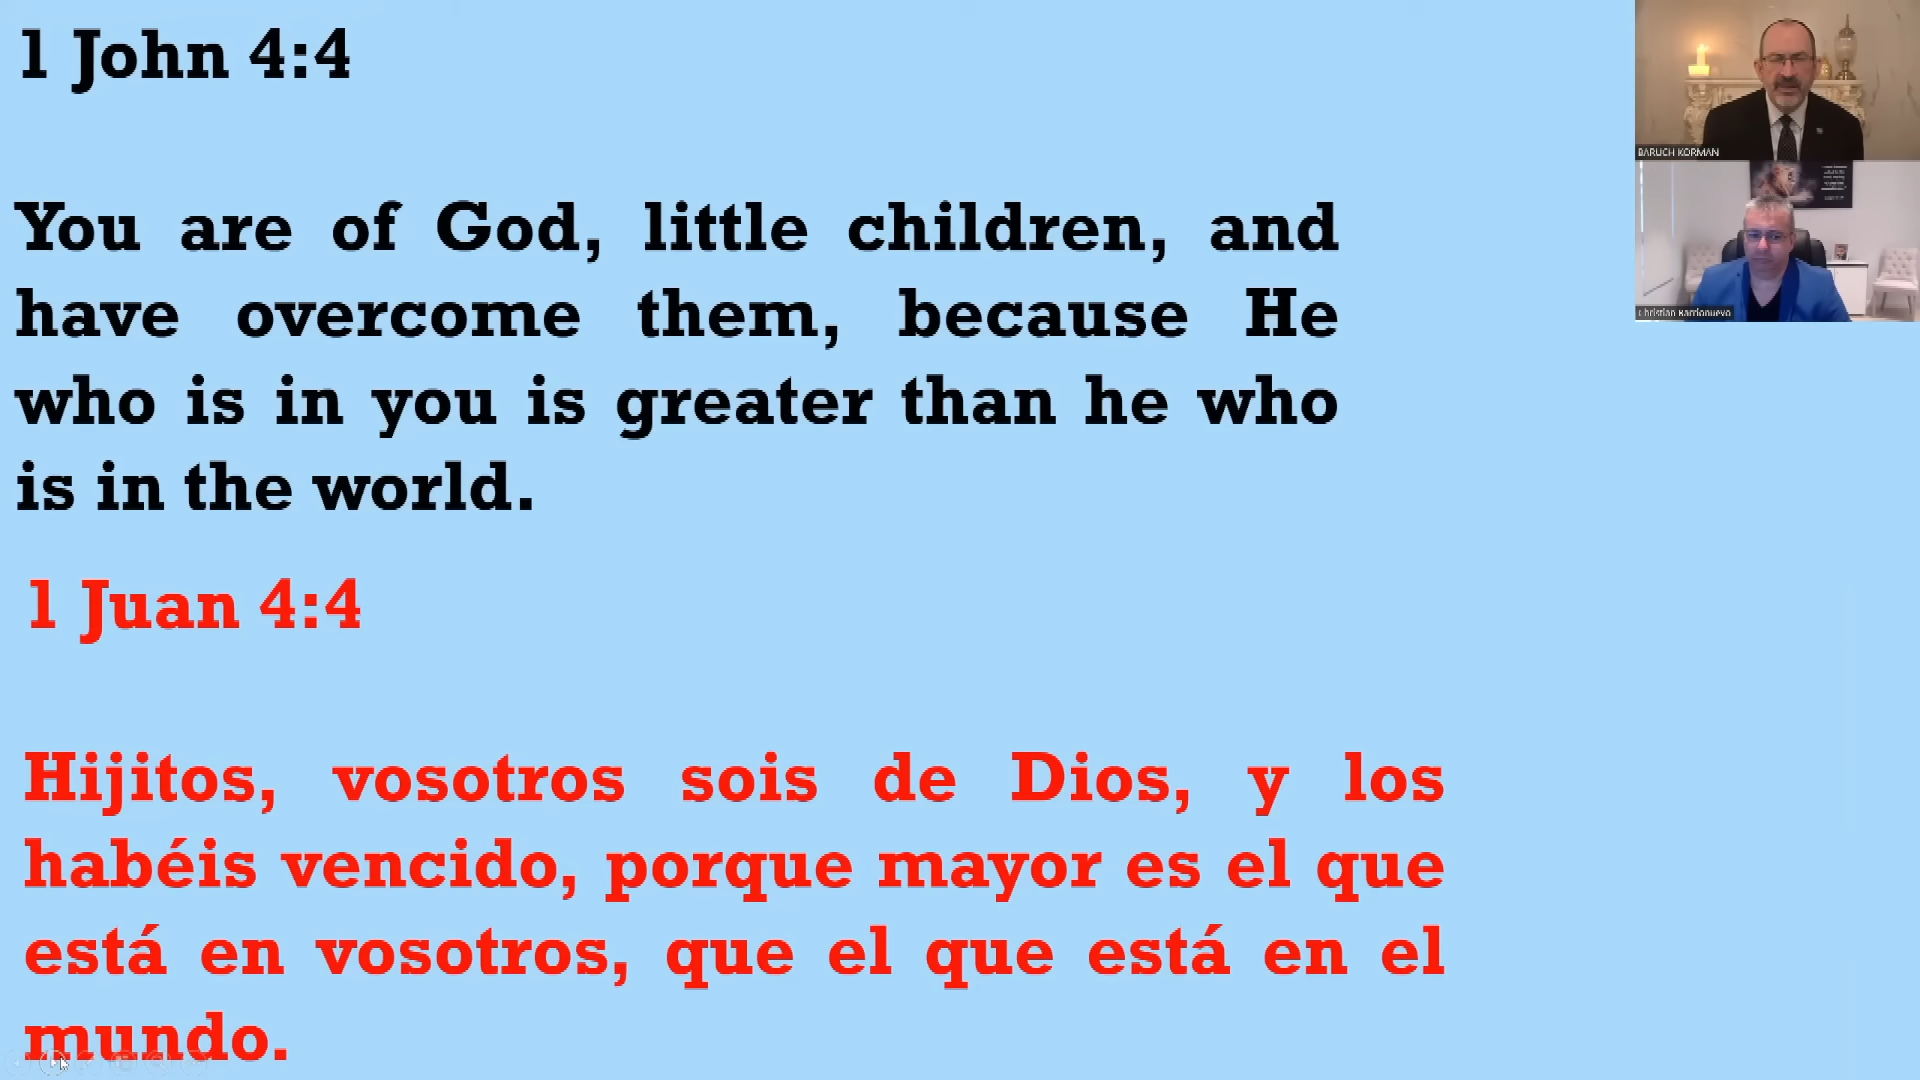 1 John 4:4
You are of God, little children, and
have overcome them, because He
who is in you is greater than he who
is in the world.
1 Juan 4:4
Hijitos, vosotros sois de Dios, y los
habéis vencido, porque mayor es el que
está en vosotros, que el que está en el
mundo.
BARUCH KORMAN
Christian Barrionuevo